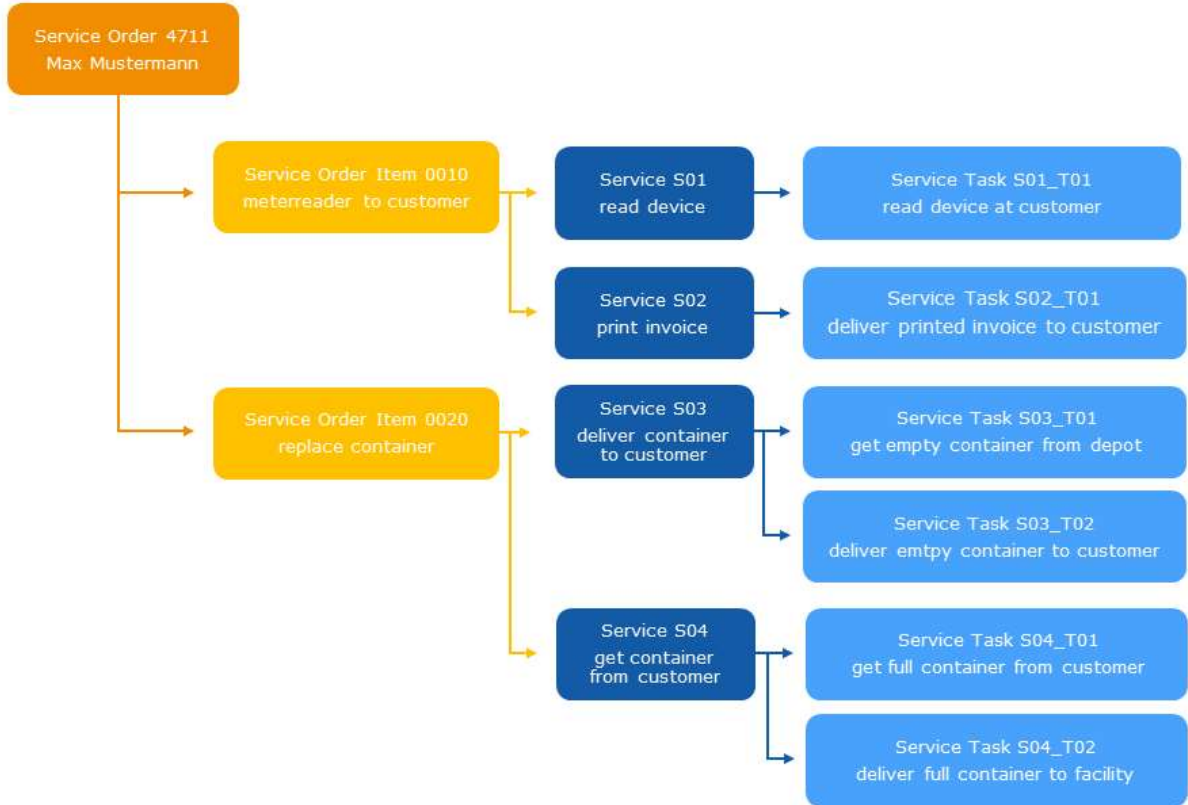 Service Order 4711
Max Mustermann
Service Order Item 0010
meterreader to customer
Service S01
read device
Service Task S01_T01
read device at customer
Service S02
print invoice
Service Task S02_T01
deliver printed invoice to customer
Service Order Item 0020
replace container
Service S03
deliver container
to customer
Service Task S03_T01
get empty container from depot
Service Task S03_T02
deliver emtpy container to customer
Service S04
get container
from customer
Service Task S04_T01
get full container from customer
Service Task S04_T02
deliver full container to facility